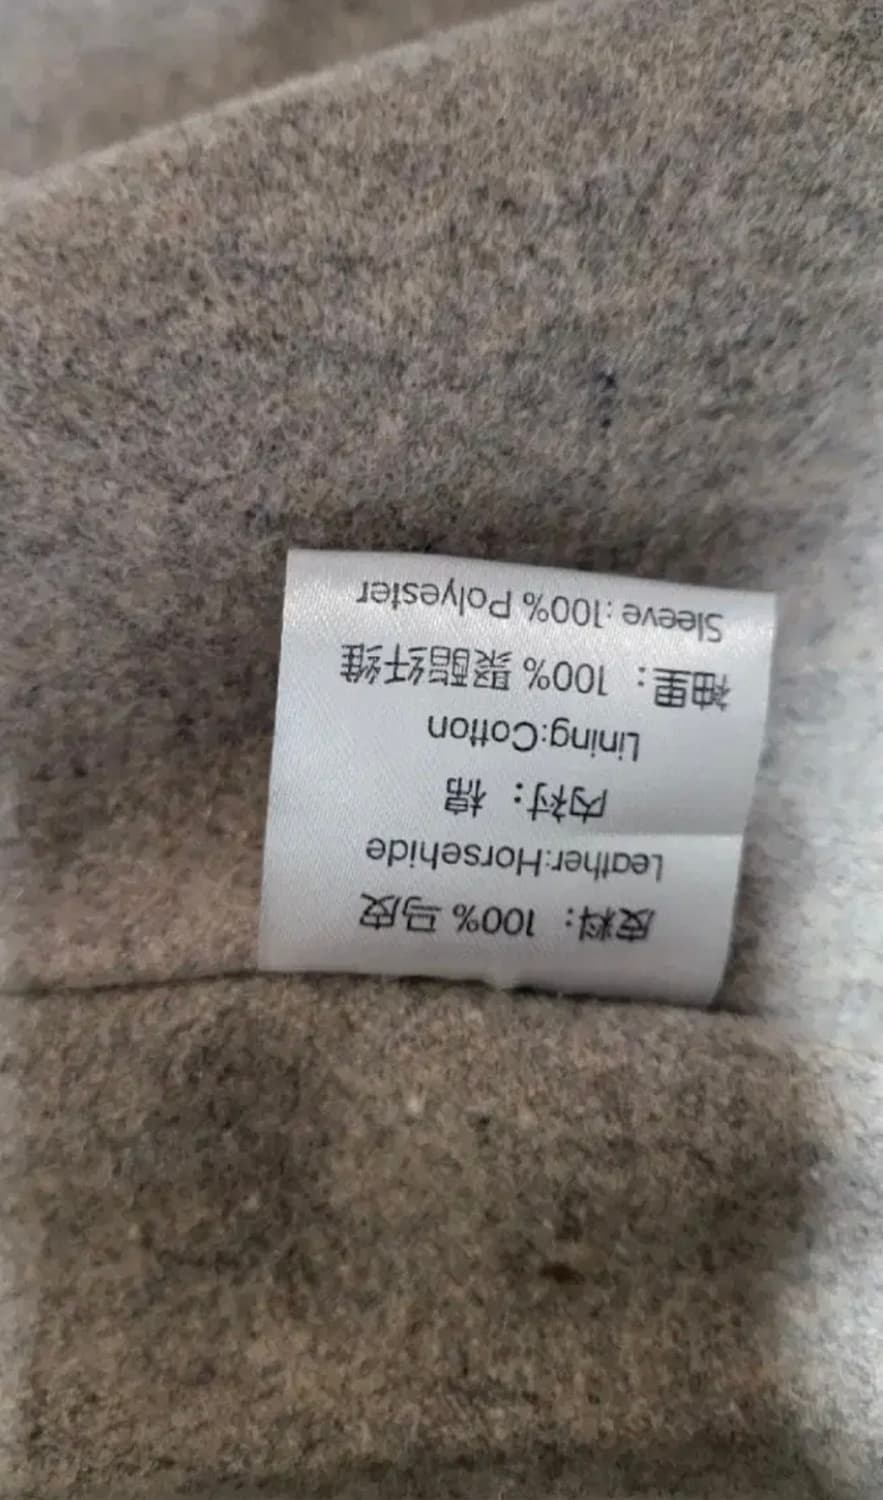 皮料：100% 马皮
Leather:Horsehide
内衬：棉
Lining:Cotton
袖里：100% 聚酯纤维
Sleeve:100% Polyester